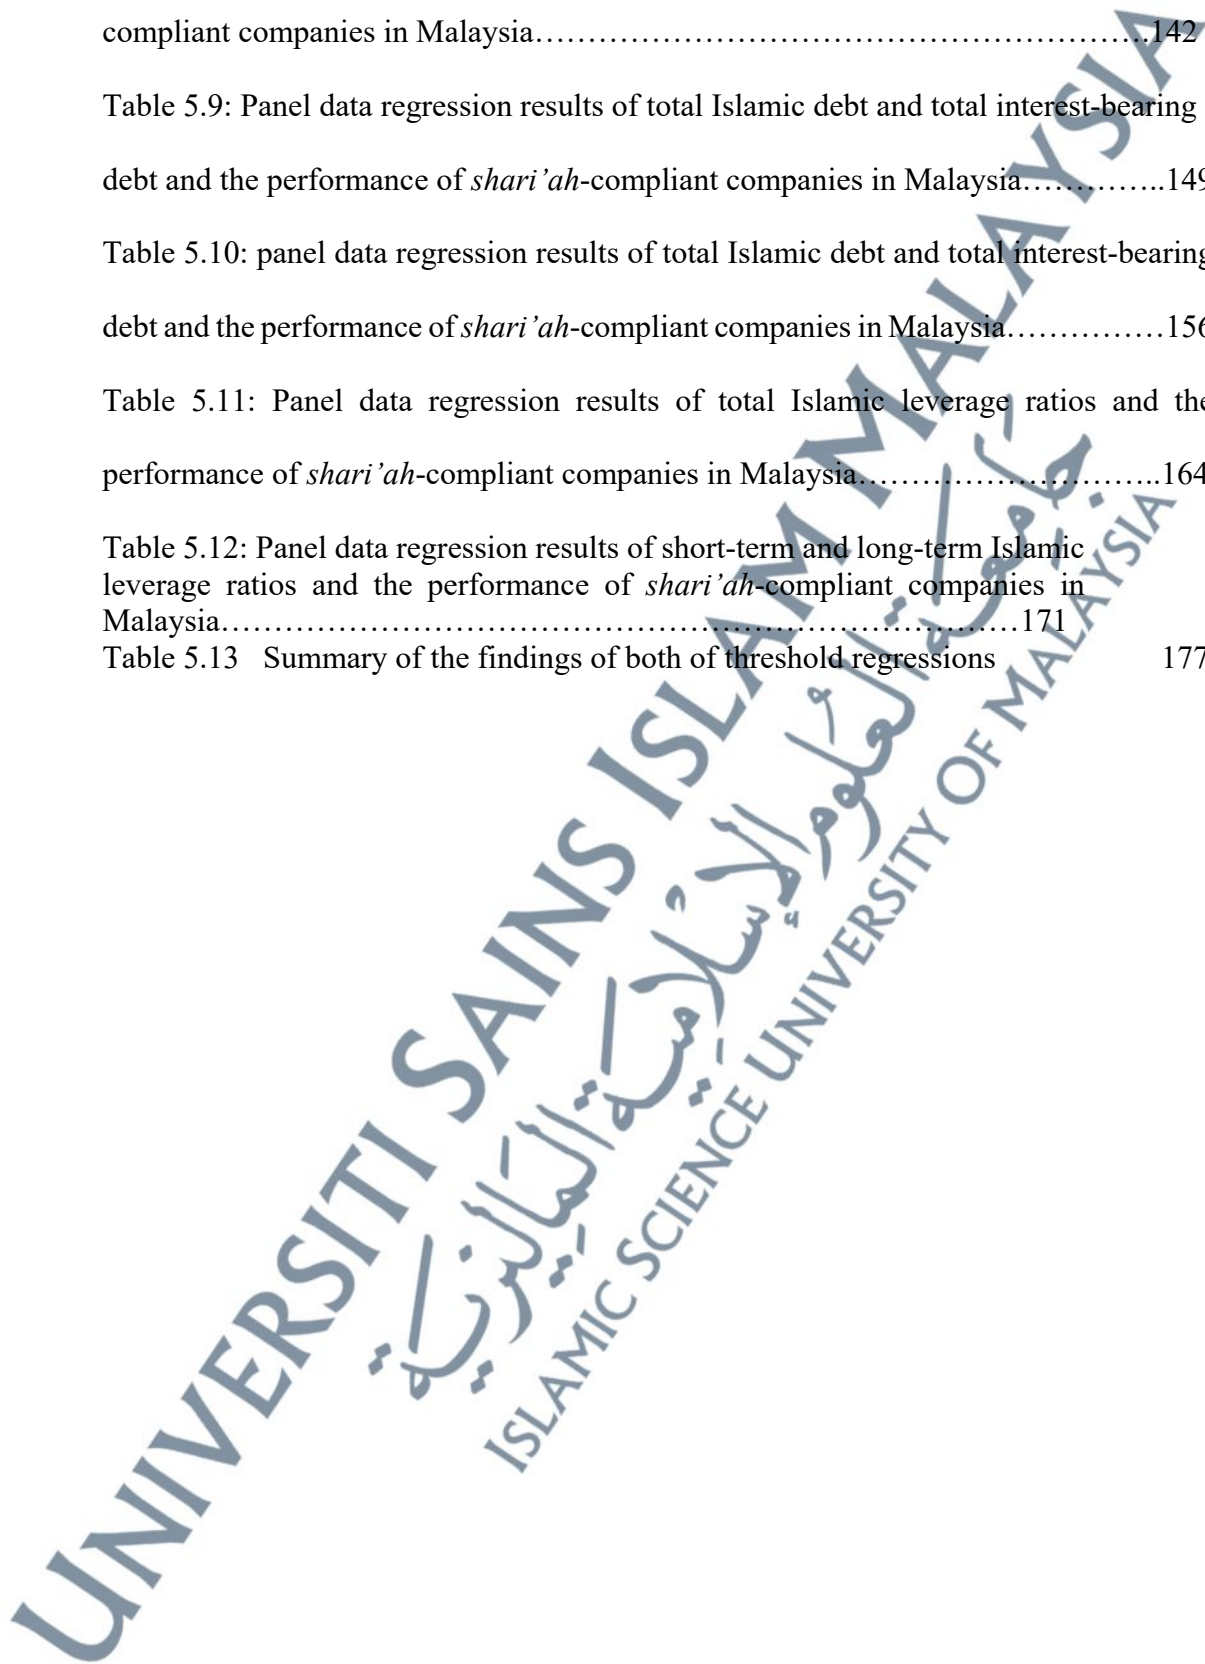 compliant companies in Malaysia……………………………………………………142
Table 5.9: Panel data regression results of total Islamic debt and total interest-bearing
debt and the performance of shari’ah-compliant companies in Malaysia…………..149
Table 5.10: panel data regression results of total Islamic debt and total interest-bearing
debt and the performance of shari’ah-compliant companies in Malaysia……………156
Table 5.11: Panel data regression results of total Islamic leverage ratios and the
performance of shari’ah-compliant companies in Malaysia………………………..164
Table 5.12: Panel data regression results of short-term and long-term Islamic
leverage ratios and the performance of shari’ah-compliant companies in
Malaysia…………………………………………………………………171
Table 5.13 Summary of the findings of both of threshold regressions 177
UNIVERSITI SAINS ISLAM MALAYSIA
جامعة العلوم الإسلامية الماليزية
ISLAMIC SCIENCE UNIVERSITY OF MALAYSIA